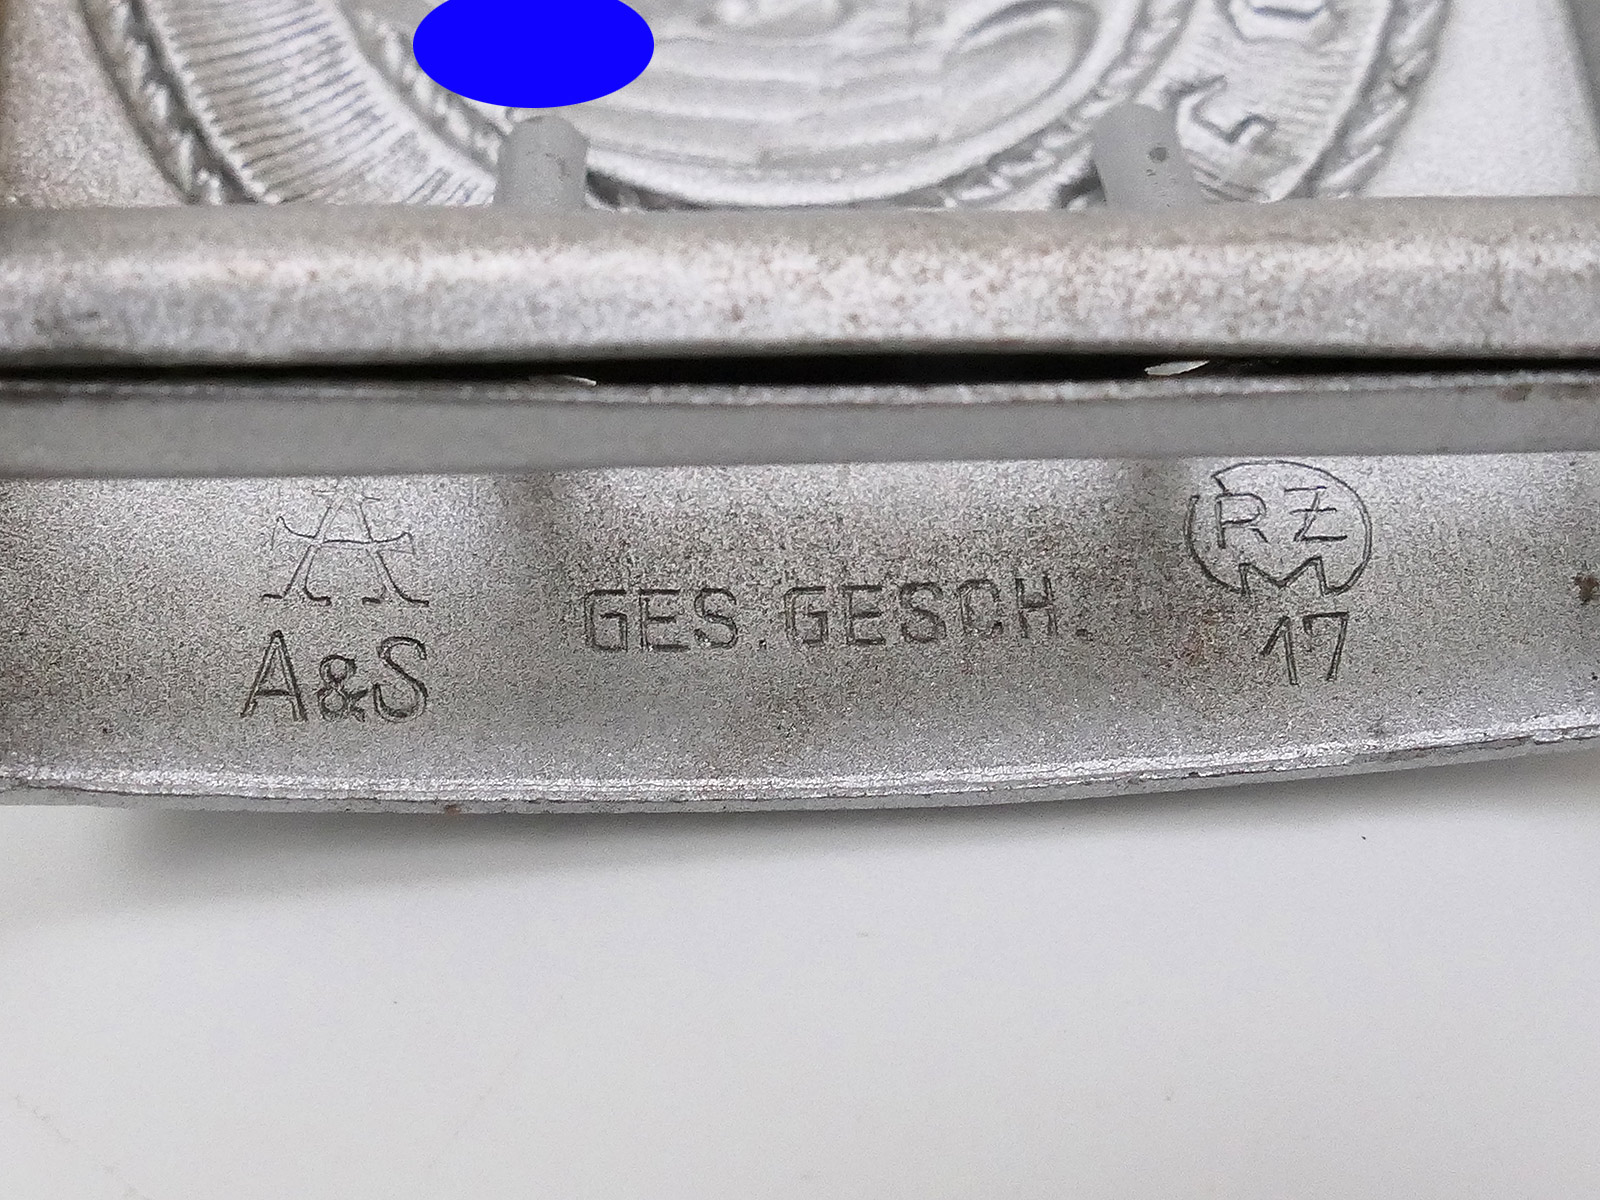 A
A&S
GES. GESCH.
RZM
17